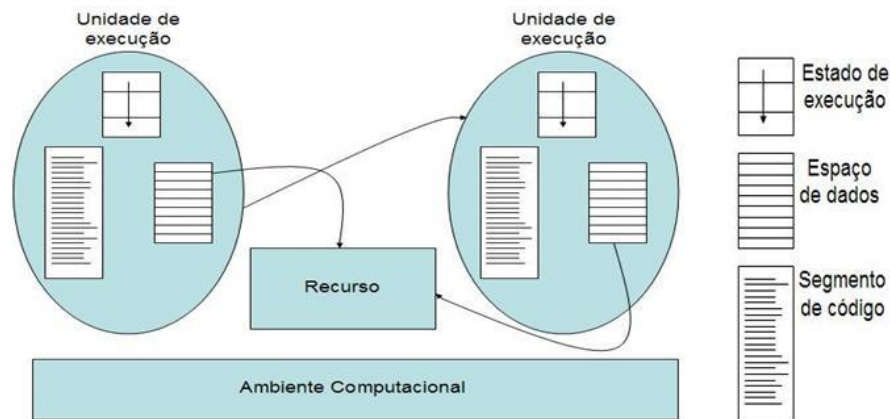 Unidade de
execução
Unidade de
execução
Recurso
Ambiente Computacional
Estado de
execução
Espaço
de dados
Segmento
de código